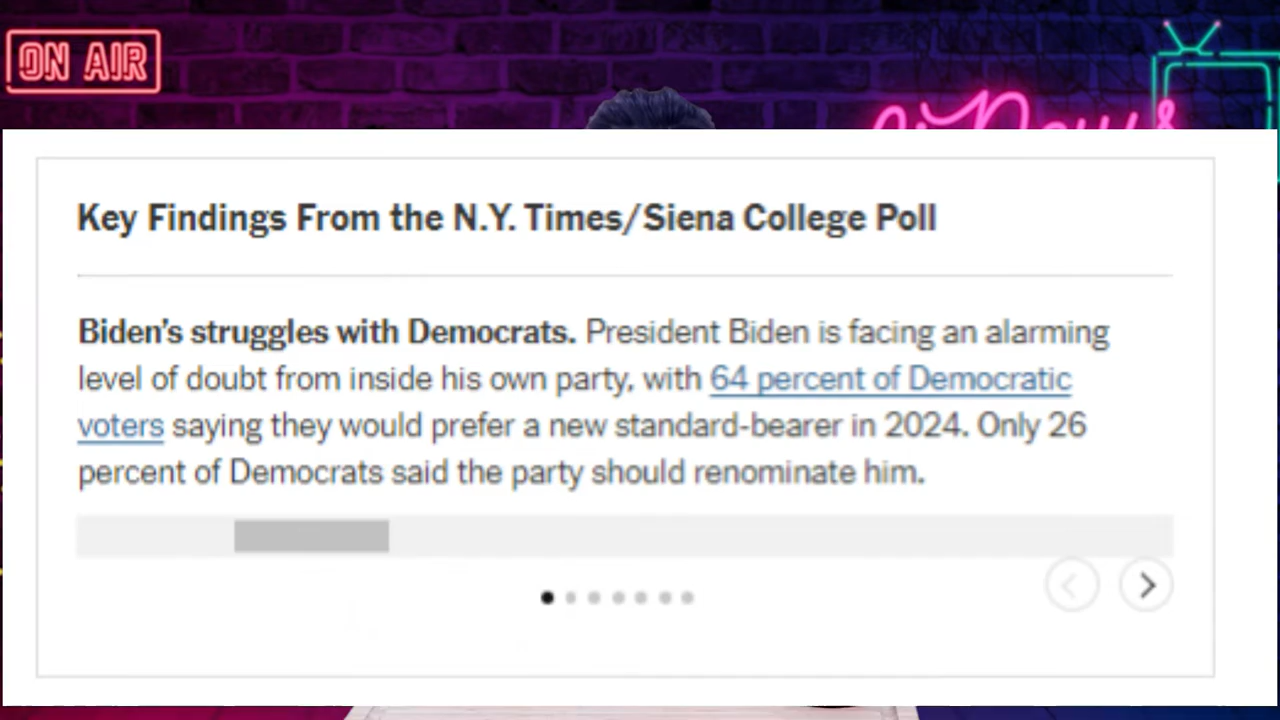 ON AIR
Key Findings From the N.Y. Times/Siena College Poll
Biden's struggles with Democrats. President Biden is facing an alarming
level of doubt from inside his own party, with 64 percent of Democratic
voters saying they would prefer a new standard-bearer in 2024. Only 26
percent of Democrats said the party should renominate him.